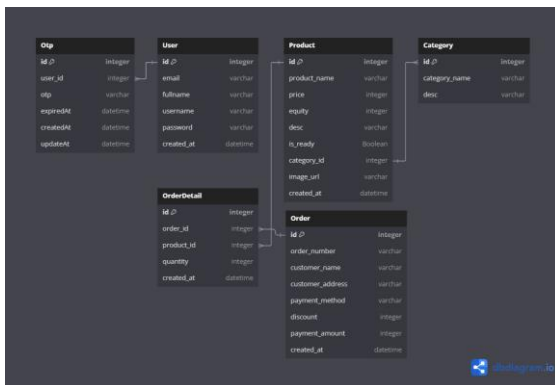 Otp
id integer
user_id integer
otp varchar
expiredAt datetime
createdAt datetime
updateAt datetime
User
id integer
email varchar
fullname varchar
username varchar
password varchar
created_at datetime
Product
id integer
product_name varchar
price integer
equity integer
desc varchar
is_ready Boolean
category_id integer
image_url varchar
created_at datetime
Category
id integer
category_name varchar
desc varchar
OrderDetail
id integer
order_id integer
product_id integer
quantity integer
created_at datetime
Order
id integer
order_number varchar
customer_name varchar
customer_address varchar
payment_method varchar
discount integer
payment_amount integer
created_at datetime
dbdiagram.io